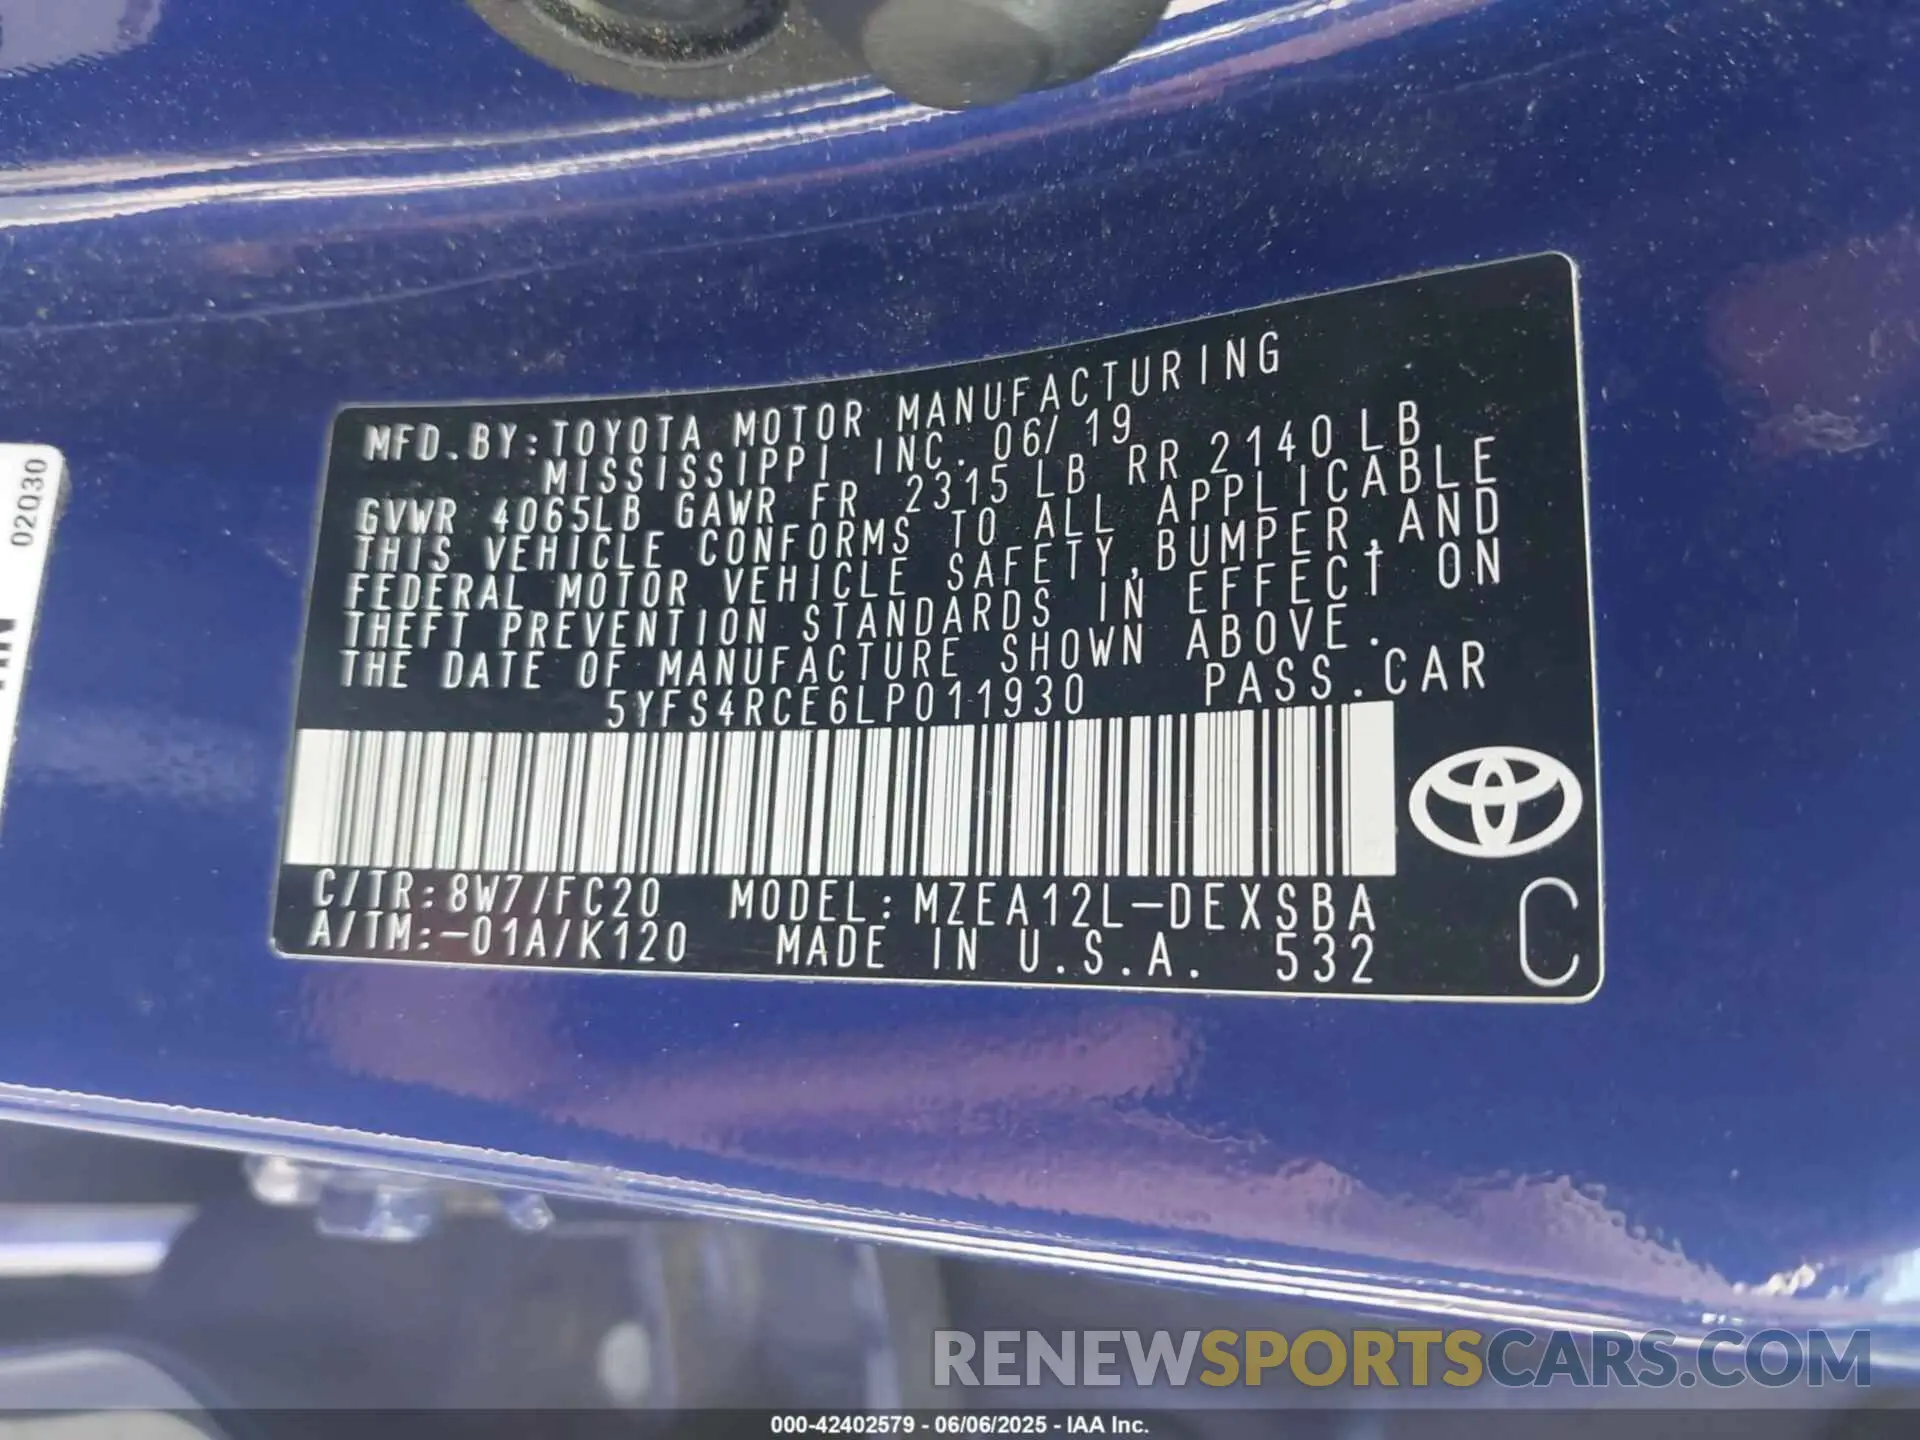 MFD.BY:TOYOTA MOTOR MANUFACTURING
MISSISSIPPI INC. 06/19
GVWR 4065LB GAWR FR 2315 LB RR 2140 LB
THIS VEHICLE CONFORMS TO ALL APPLICABLE
FEDERAL MOTOR VEHICLE SAFETY,BUMPER,AND
THEFT PREVENTION STANDARDS IN EFFECT ON
THE DATE OF MANUFACTURE SHOWN ABOVE.
5YFS4RCE6LP011930 PASS.CAR
C/TR:8W7/FC20 MODEL:MZEA12L-DEXSBA
A/TM:-01A/K120 MADE IN U.S.A. 532
C
02Q30
RENEWSPORTSCARS.COM
000-42402579 - 06/06/2025 - IAA Inc.